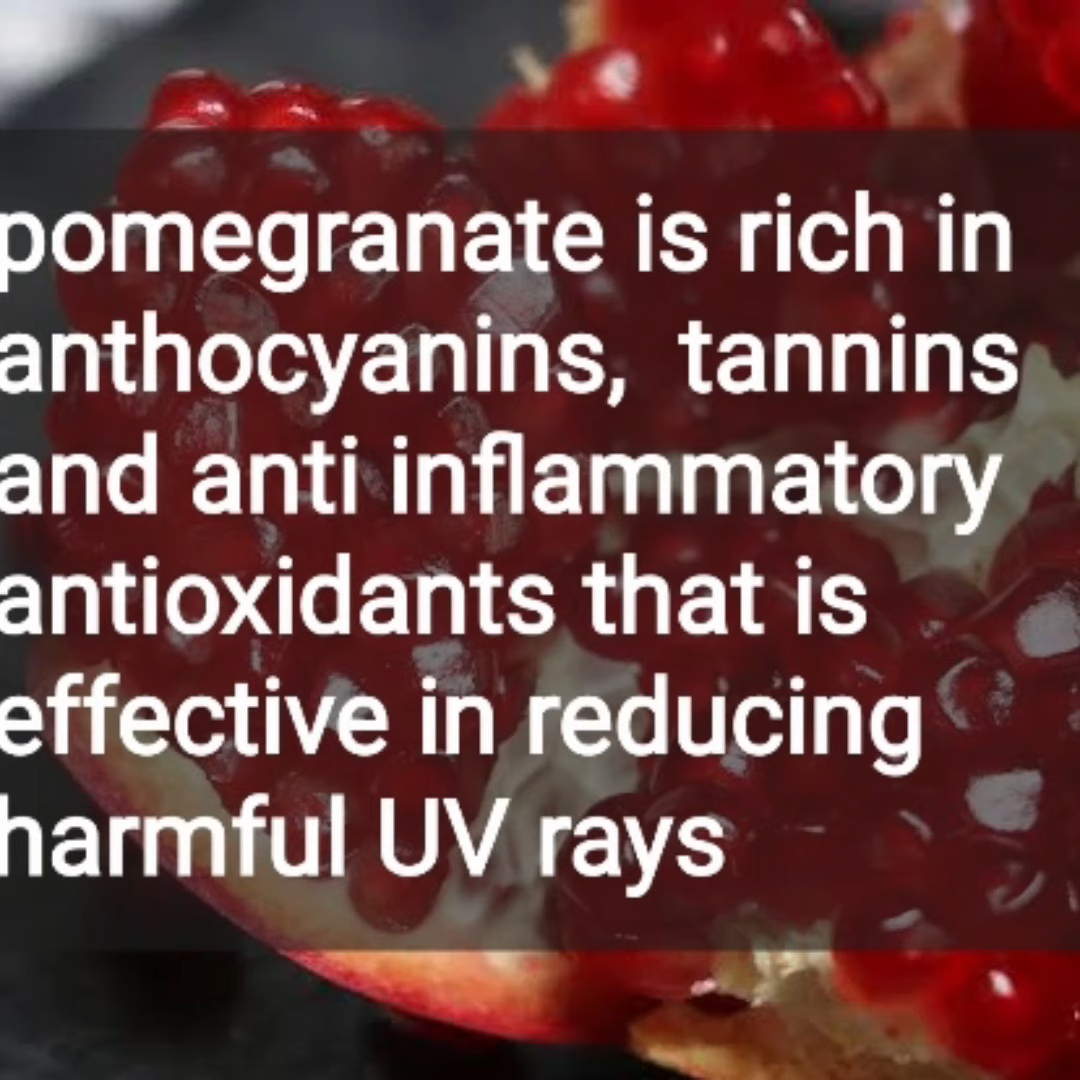 pomegranate is rich in
anthocyanins,  tannins
and anti inflammatory
antioxidants that is
effective in reducing
harmful UV rays